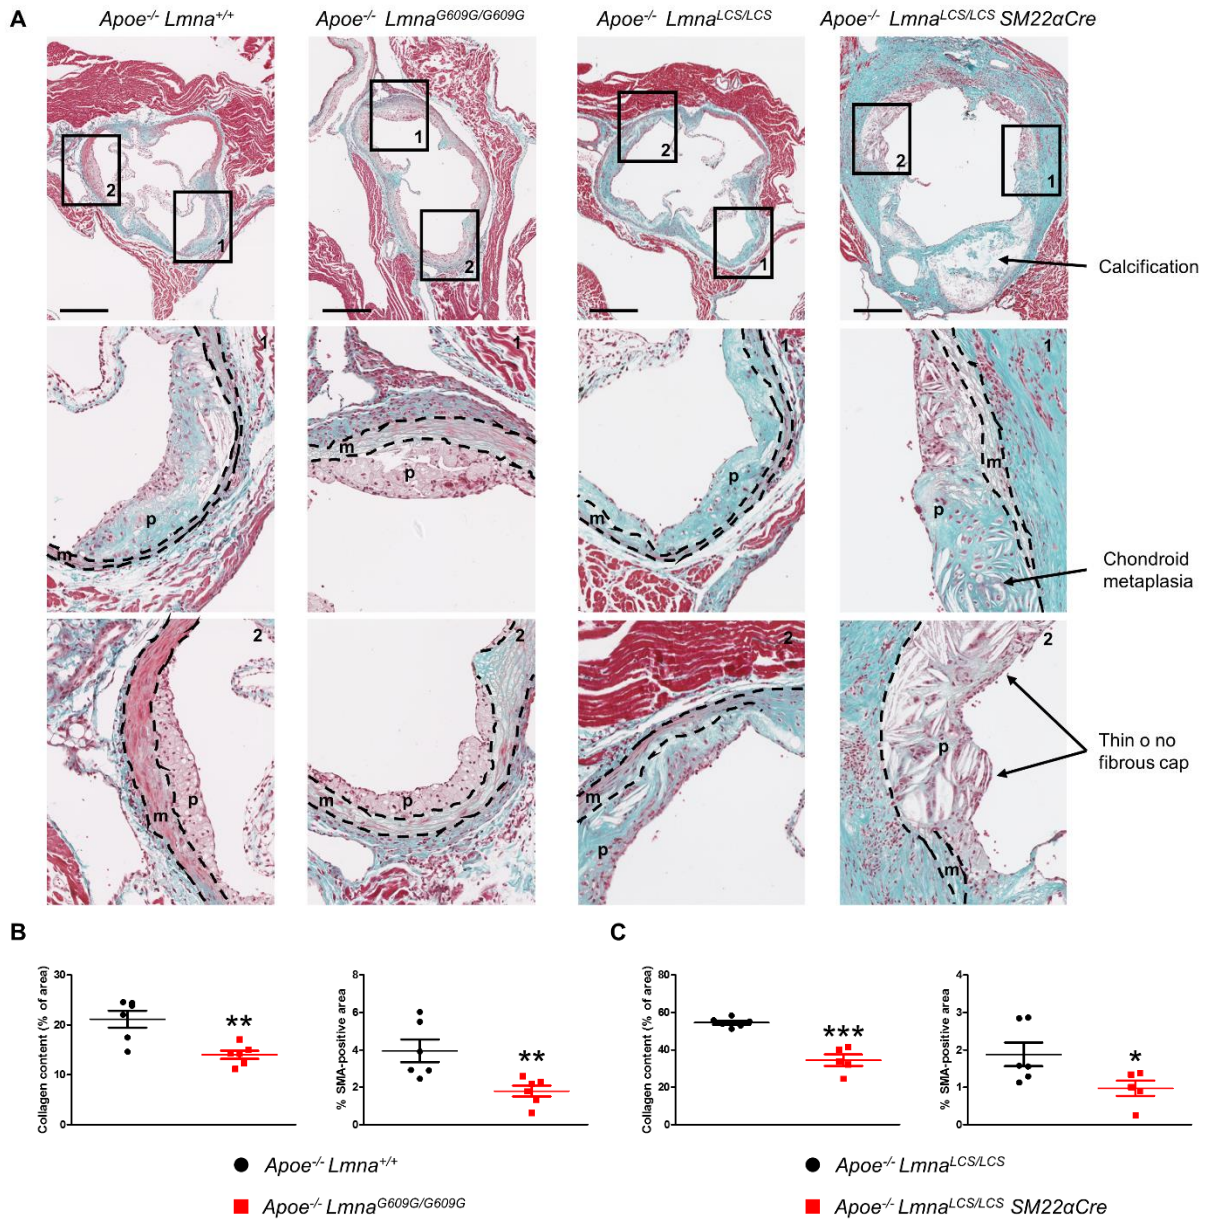 A
Apoe-/- Lmna+/+
Apoe-/- LmnaG609G/G609G
Apoe-/- LmnaLCS/LCS
Apoe-/- LmnaLCS/LCS SM22αCre
2
1
1
2
2
1
2
1
Calcification
1
m
p
1
m
p
1
m
p
1
m
p
Chondroid
metaplasia
2
m
p
2
m
p
2
m
p
2
p
m
Thin o no
fibrous cap
B
Collagen content (% of area)
30
20
10
0
**
% SMA-positive area
8
6
4
2
0
**
Apoe-/- Lmna+/+
Apoe-/- LmnaG609G/G609G
C
Collagen content (% of area)
80
60
40
20
0
***
% SMA-positive area
4
3
2
1
0
*
Apoe-/- LmnaLCS/LCS
Apoe-/- LmnaLCS/LCS SM22αCre